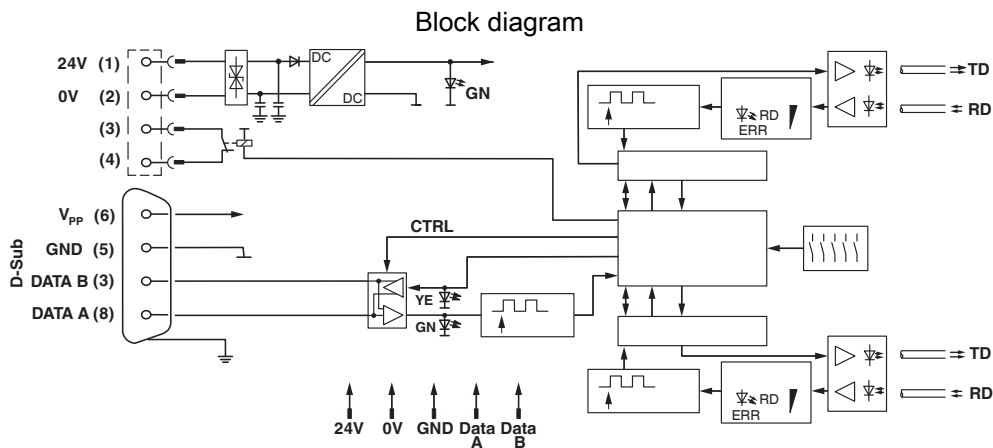 Block diagram
24V (1)
0V (2)
(3)
(4)
DC
DC
GN
RD
ERR
TD
RD
D-Sub
VPP (6)
GND (5)
DATA B (3)
DATA A (8)
CTRL
YE
GN
RD
ERR
TD
RD
24V 0V GND Data A Data B